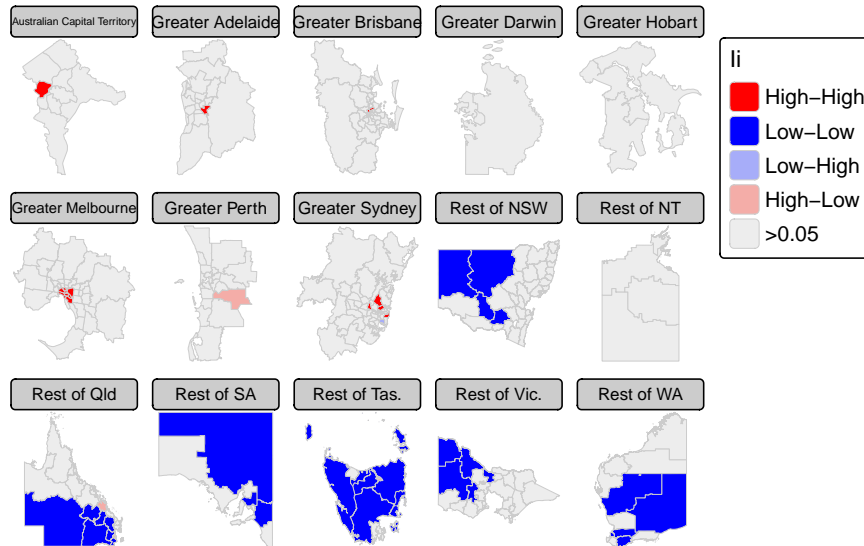 Australian Capital Territory
Greater Adelaide
Greater Brisbane
Greater Darwin
Greater Hobart
Greater Melbourne
Greater Perth
Greater Sydney
Rest of NSW
Rest of NT
Rest of Qld
Rest of SA
Rest of Tas.
Rest of Vic.
Rest of WA
Ii
High−High
Low−Low
Low−High
High−Low
>0.05